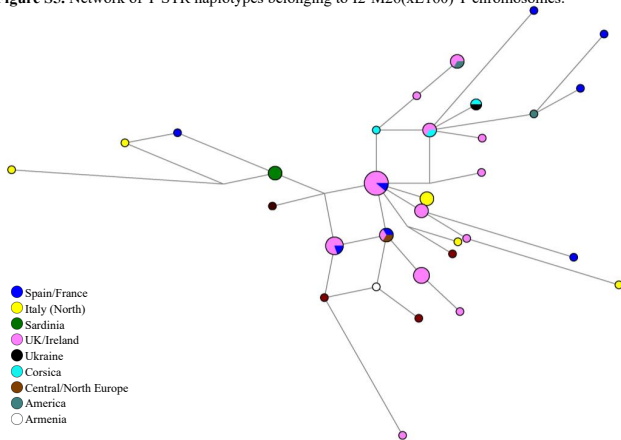 Figure S3. Network of Y-STR haplotypes belonging to I2-M26(xL160) Y chromosomes.
Spain/France
Italy (North)
Sardinia
UK/Ireland
Ukraine
Corsica
Central/North Europe
America
Armenia